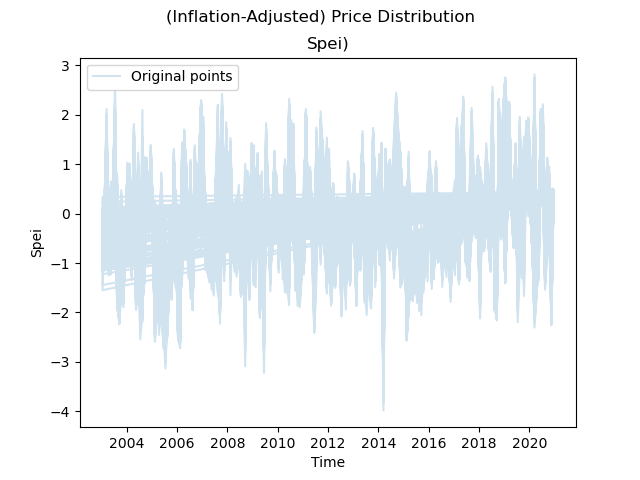 (Inflation-Adjusted) Price Distribution
Spei)
Original points
Spei
3
2
1
0
−1
−2
−3
−4
2004 2006 2008 2010 2012 2014 2016 2018 2020
Time